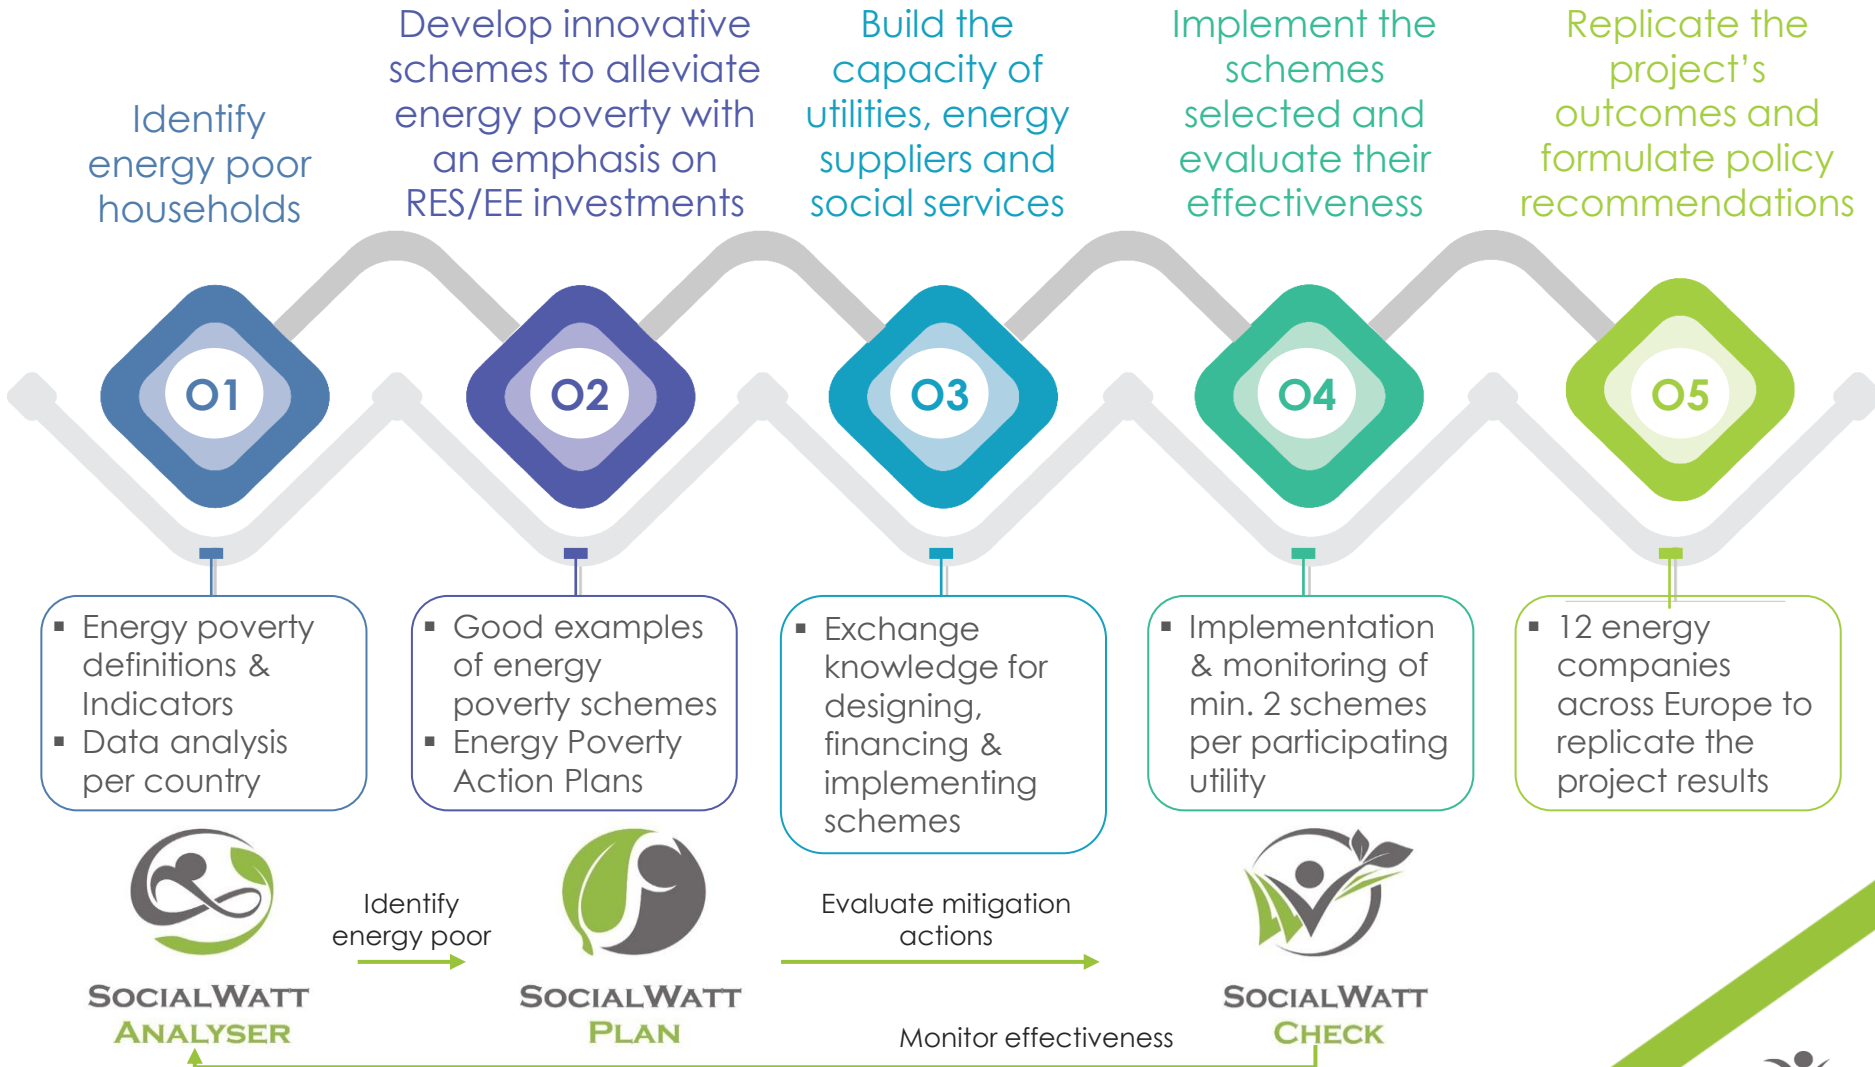 Identify
energy poor
households
Develop innovative
schemes to alleviate
energy poverty with
an emphasis on
RES/EE investments
Build the
capacity of
utilities, energy
suppliers and
social services
Implement the
schemes
selected and
evaluate their
effectiveness
Replicate the
project's
outcomes and
formulate policy
recommendations
O1
O2
O3
O4
O5
▪ Energy poverty
definitions &
Indicators
▪ Data analysis
per country
▪ Good examples
of energy
poverty schemes
▪ Energy Poverty
Action Plans
▪ Exchange
knowledge for
designing,
financing &
implementing
schemes
▪ Implementation
& monitoring of
min. 2 schemes
per participating
utility
▪ 12 energy
companies
across Europe to
replicate the
project results
SOCIALWATT
ANALYSER
Identify
energy poor
SOCIALWATT
PLAN
Evaluate mitigation
actions
SOCIALWATT
CHECK
Monitor effectiveness